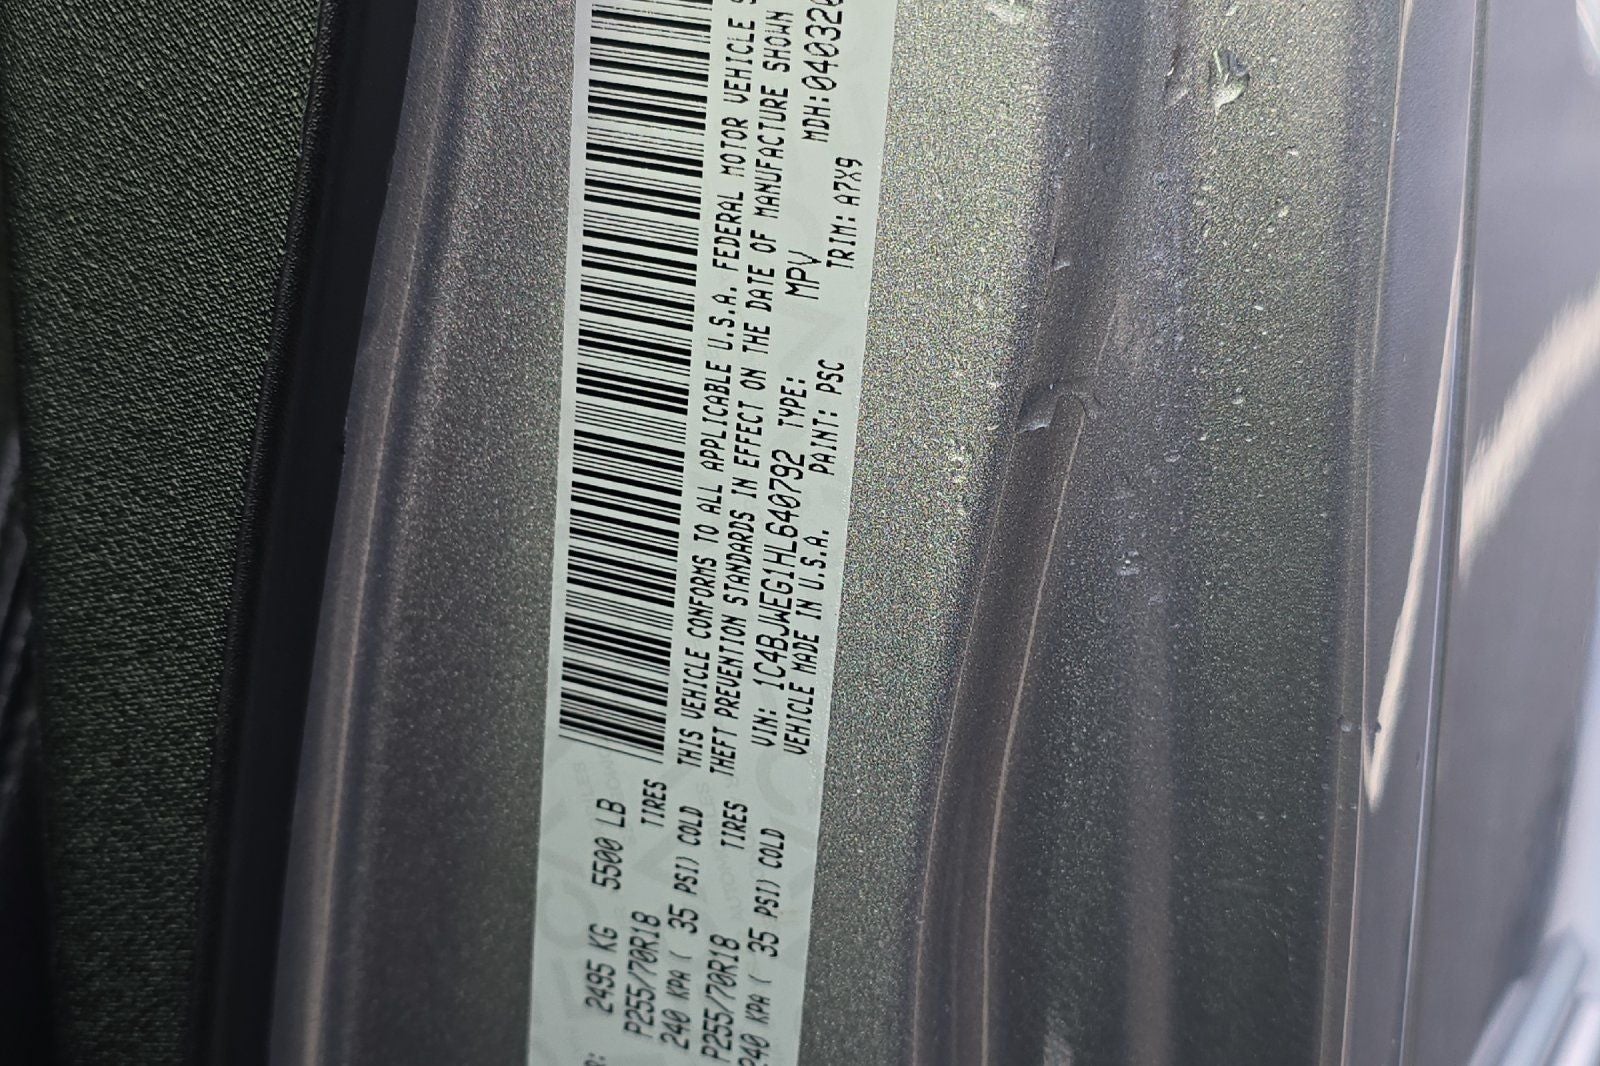 2495 KG 5500 LB
P255/70R18 TIRES
240 KPA ( 35 PSI) COLD
P255/70R18 TIRES
240 KPA ( 35 PSI) COLD
THIS VEHICLE CONFORMS TO ALL APPLICABLE U.S.A. FEDERAL MOTOR VEHICLE
THEFT PREVENTION STANDARDS IN EFFECT ON THE DATE OF MANUFACTURE SHOWN
VIN: 1C4BJWEG1HL640792 TYPE: MPV MDH:040320
VEHICLE MADE IN U.S.A. PAINT: PSC TRIM: A7X9